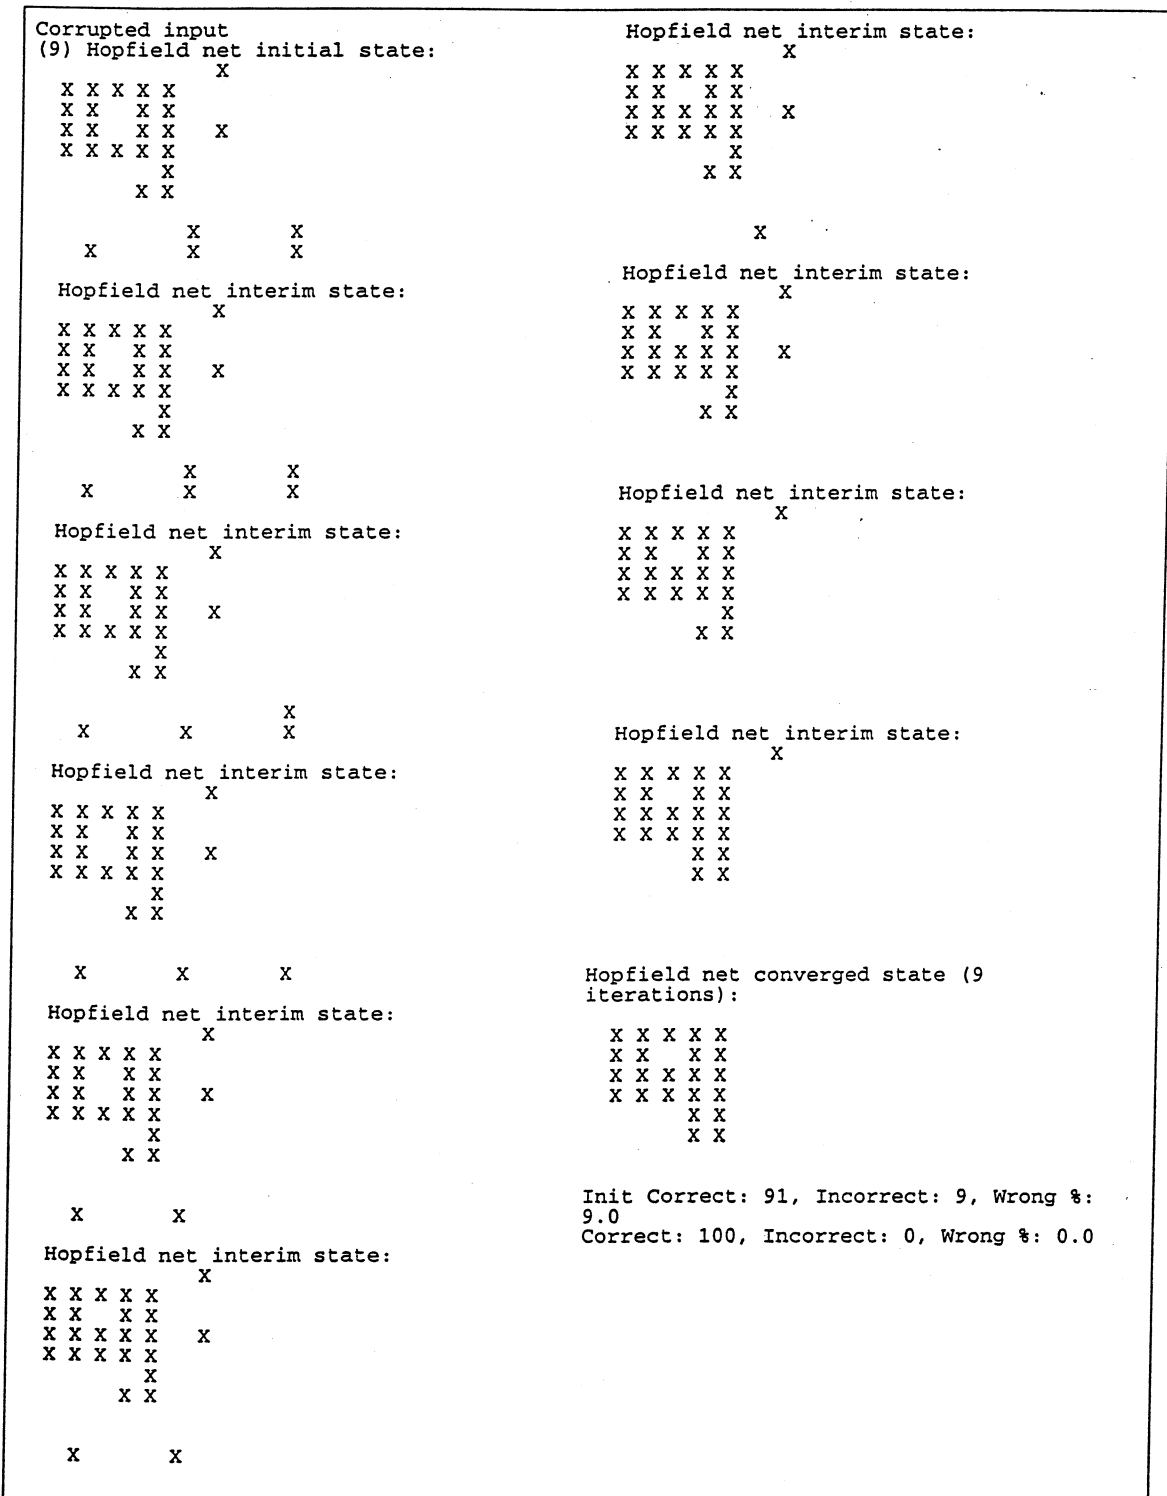 Corrupted input
(9) Hopfield net initial state:
            X
 X X X X X
 X X   X X
 X X   X X   X
 X X X X X
         X
       X X

           X       X
   X       X       X
Hopfield net interim state:
             X
X X X X X
X X   X X
X X   X X   X
X X X X X
        X
      X X

          X       X
  X       X       X
Hopfield net interim state:
             X
X X X X X
X X   X X
X X   X X   X
X X X X X
        X
      X X

                  X
  X       X       X
Hopfield net interim state:
             X
X X X X X
X X   X X
X X   X X   X
X X X X X
        X
      X X

  X       X       X
Hopfield net interim state:
             X
X X X X X
X X   X X
X X   X X   X
X X X X X
        X
      X X

  X       X
Hopfield net interim state:
             X
X X X X X
X X   X X
X X X X X   X
X X X X X
        X
      X X

  X       X
Hopfield net interim state:
             X
X X X X X
X X   X X
X X X X X   X
X X X X X
        X
      X X

          X
Hopfield net interim state:
             X
X X X X X
X X   X X
X X X X X   X
X X X X X
        X
      X X
Hopfield net interim state:
             X
X X X X X
X X   X X
X X X X X
X X X X X
        X
      X X
Hopfield net interim state:
             X
X X X X X
X X   X X
X X X X X
X X X X X
      X X
      X X
Hopfield net converged state (9
iterations):
X X X X X
X X   X X
X X X X X
X X X X X
      X X
      X X
Init Correct: 91, Incorrect: 9, Wrong %:
9.0
Correct: 100, Incorrect: 0, Wrong %: 0.0